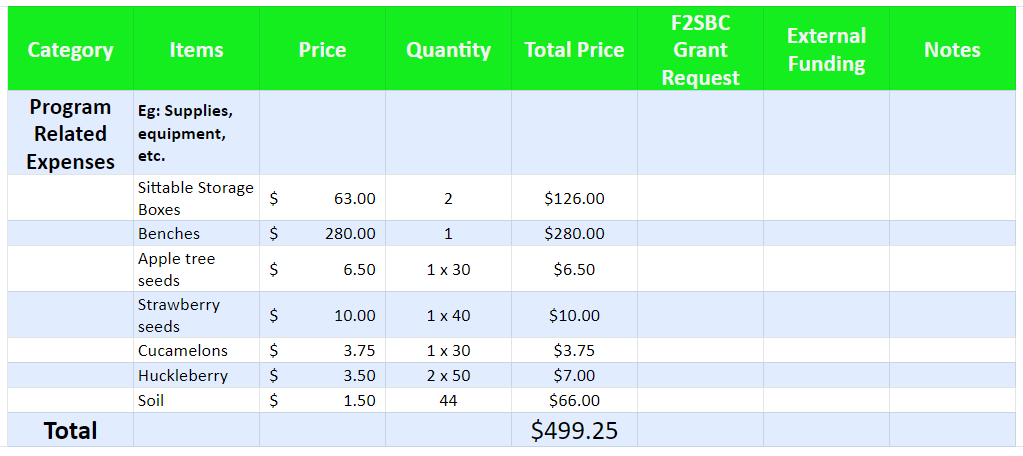 Category Items Price Quantity Total Price F2SBC Grant Request External Funding Notes
Program Related Expenses Eg: Supplies, equipment, etc.
Sittable Storage Boxes $ 63.00 2 $126.00
Benches $ 280.00 1 $280.00
Apple tree seeds $ 6.50 1 x 30 $6.50
Strawberry seeds $ 10.00 1 x 40 $10.00
Cucamelons $ 3.75 1 x 30 $3.75
Huckleberry $ 3.50 2 x 50 $7.00
Soil $ 1.50 44 $66.00
Total $499.25